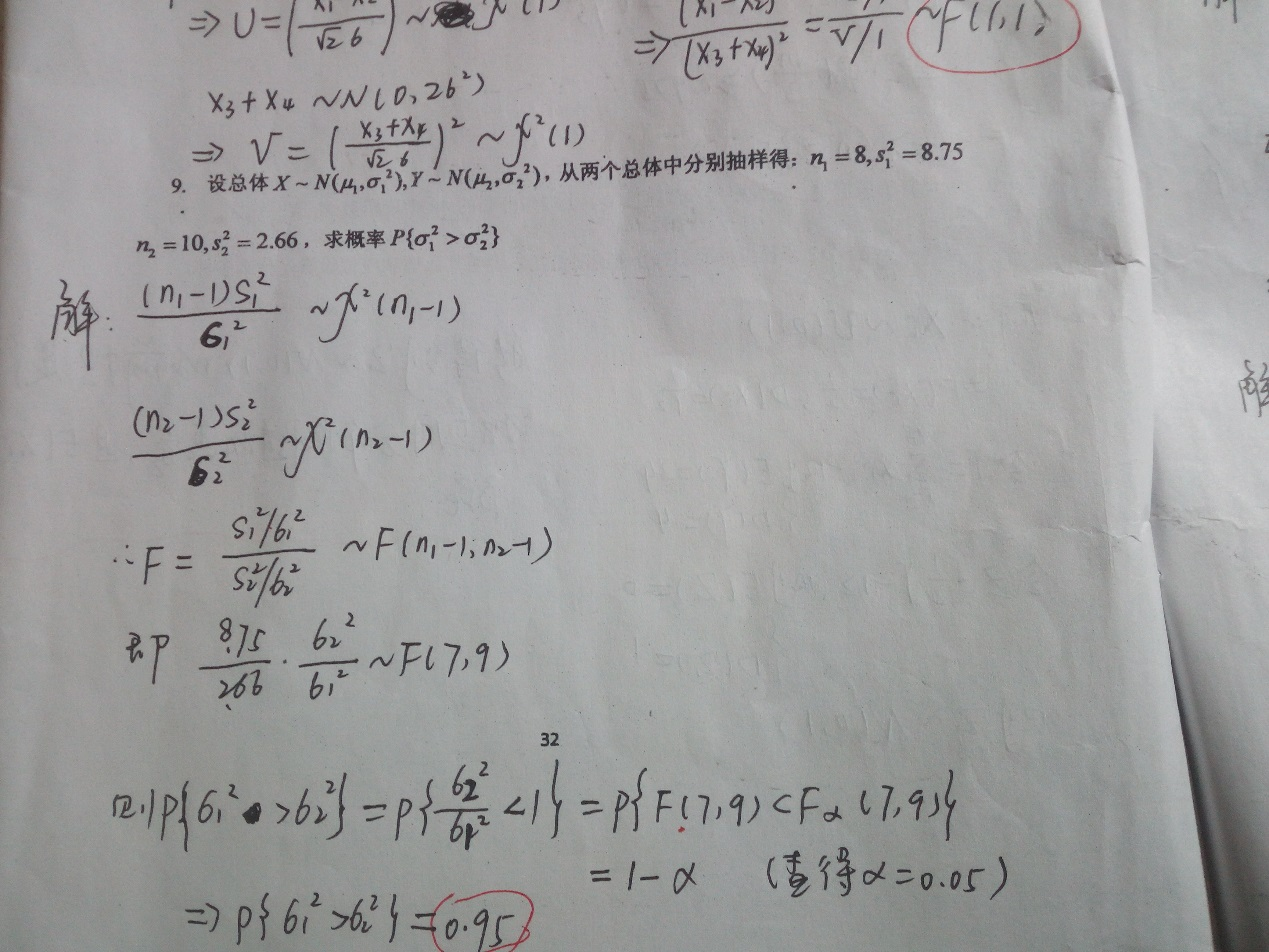 ⇒ U = (X₁-X₂/√2 σ) ~ χ²(1)
⇒ (X₁-X₂)²/(X₃+X₄)² = /V/1 ~F(1,1)
X₃+X₄ ~N(0,2σ²)
⇒ V = (X₃+X₄/√2 σ)² ~χ²(1)
9. 设总体 X ~ N(μ₁,σ₁²),Y ~ N(μ₂,σ₂²), 从两个总体中分别抽样得: n₁ = 8,s₁² = 8.75
n₂ = 10,s₂² = 2.66, 求概率 P{σ₁² > σ₂²}
解: (n₁-1)S₁²/σ₁² ~χ²(n₁-1)
(n₂-1)S₂²/σ₂² ~χ²(n₂-1)
∴F = S₁²/σ₁² / S₂²/σ₂² ~F(n₁-1, n₂-1)
即 8.75/2.66 · σ₂²/σ₁² ~F(7,9)
32
则P{σ₁² >σ₂²} = P{σ₂²/σ₁² <1} = P{F(7,9)<Fα(7,9)}
= 1-α (查得α=0.05)
⇒ P{σ₁²>σ₂²} = 0.95
解